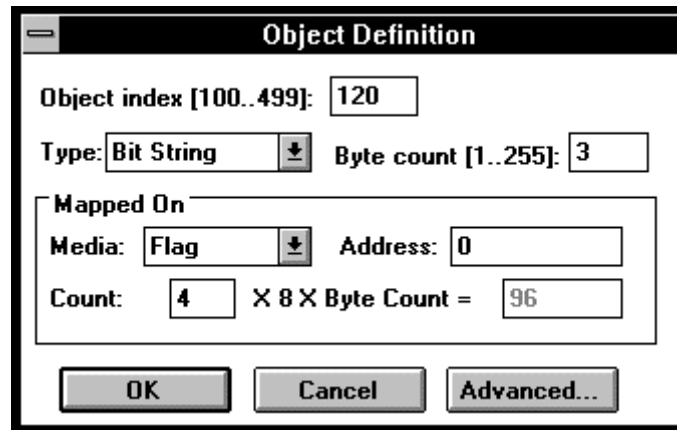 Object Definition
Object index [100..499]: 120
Type: Bit String Byte count [1..255]: 3
Mapped On
Media: Flag Address: 0
Count: 4 X 8 X Byte Count = 96
OK Cancel Advanced...